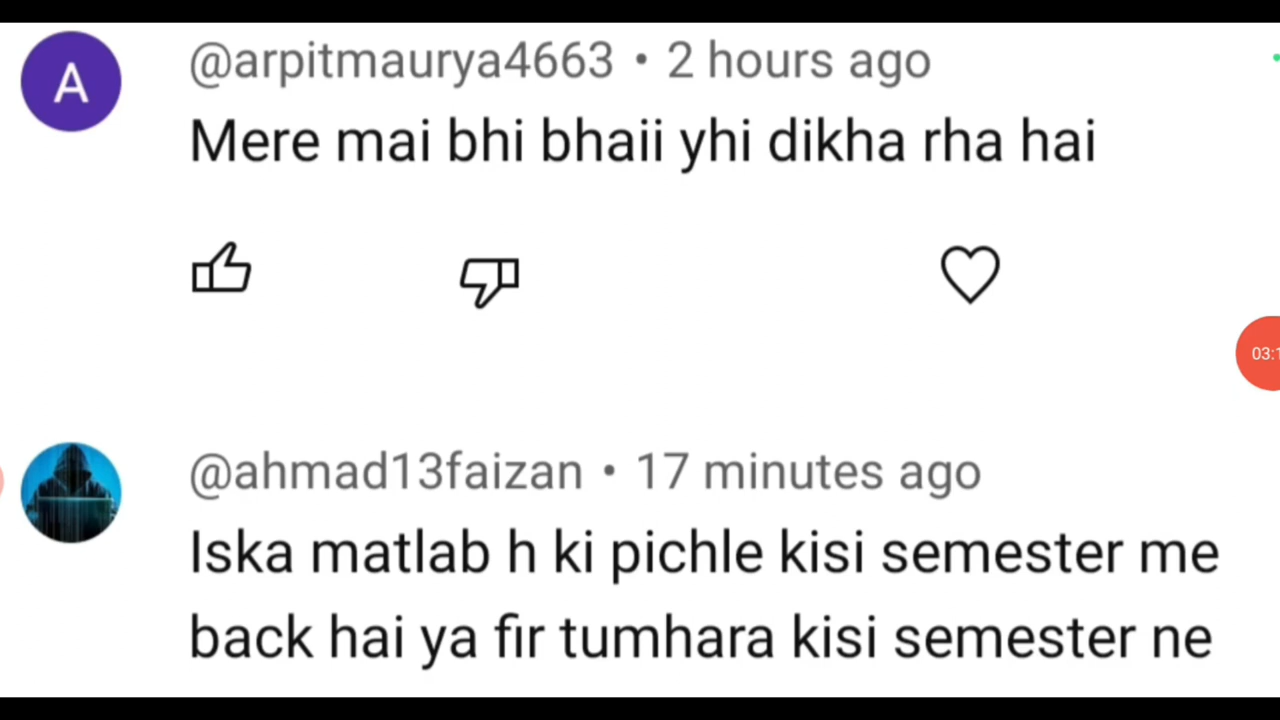 A
@arpitmaurya4663 • 2 hours ago
Mere mai bhi bhaii yhi dikha rha hai
@ahmad13faizan • 17 minutes ago
Iska matlab h ki pichle kisi semester me
back hai ya fir tumhara kisi semester ne